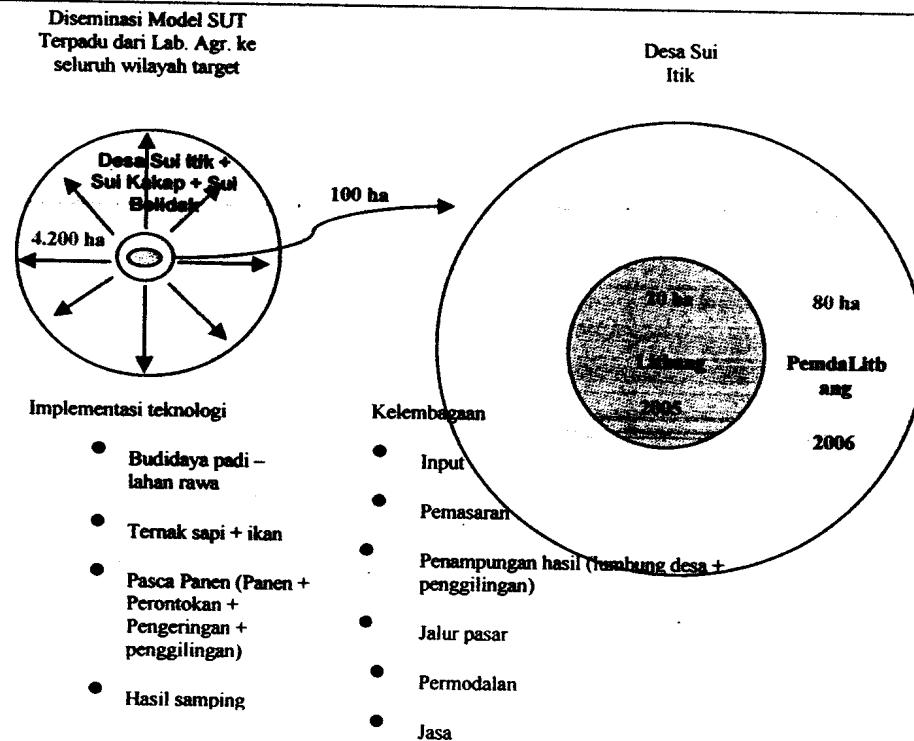 Diseminasi Model SUT
Terpadu dari Lab. Agr. ke
seluruh wilayah target
Desa Sui
Itik
Desa Sui Itik +
Sui Kakap + Sui
Belidak
4.200 ha
100 ha
20 ha
Litbang
2005
80 ha
PemdaLitb
ang
2006
Implementasi teknologi
● Budidaya padi –
lahan rawa
● Ternak sapi + ikan
● Pasca Panen (Panen +
Perontokan +
Pengeringan +
penggilingan)
● Hasil samping
Kelembagaan
● Input
● Pemasaran
● Penampungan hasil (lumbung desa +
penggilingan)
● Jalur pasar
● Permodalan
● Jasa